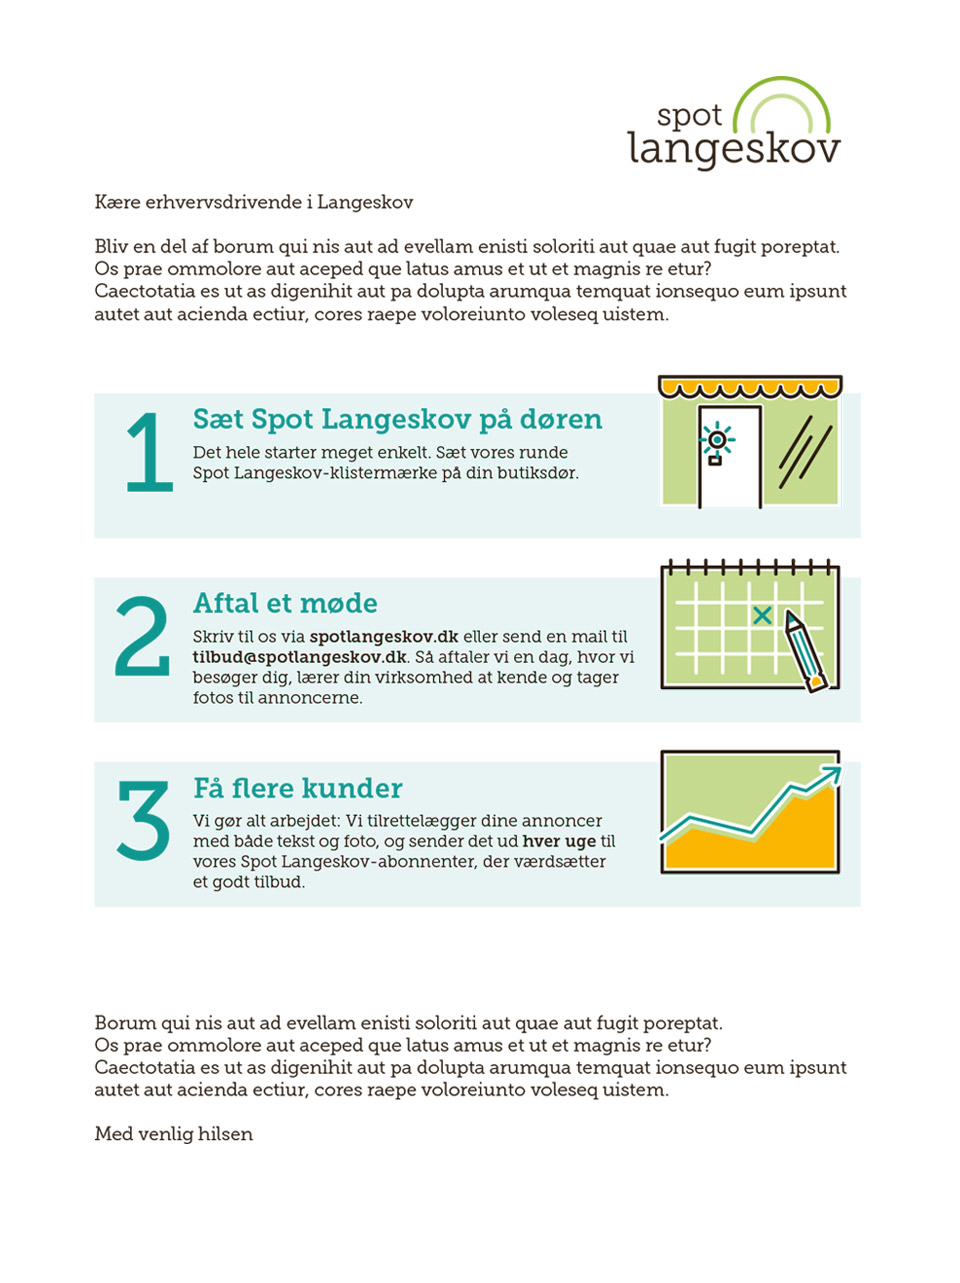 spot
langeskov
Kære erhvervsdrivende i Langeskov
Bliv en del af borum qui nis aut ad evellam enisti soloriti aut quae aut fugit poreptat.
Os prae ommolore aut aceped que latus amus et ut et magnis re etur?
Caectotatia es ut as digenihit aut pa dolupta arumqua temquat ionsequo eum ipsunt
autet aut acienda ectiur, cores raepe voloreiunto voleseq uistem.
1
Sæt Spot Langeskov på døren
Det hele starter meget enkelt. Sæt vores runde
Spot Langeskov-klistermærke på din butiksdør.
2
Aftal et møde
Skriv til os via spotlangeskov.dk eller send en mail til
tilbud@spotlangeskov.dk. Så aftaler vi en dag, hvor vi
besøger dig, lærer din virksomhed at kende og tager
fotos til annoncerne.
3
Få flere kunder
Vi gør alt arbejdet: Vi tilrettelægger dine annoncer
med både tekst og foto, og sender det ud hver uge til
vores Spot Langeskov-abonnenter, der værdsætter
et godt tilbud.
Borum qui nis aut ad evellam enisti soloriti aut quae aut fugit poreptat.
Os prae ommolore aut aceped que latus amus et ut et magnis re etur?
Caectotatia es ut as digenihit aut pa dolupta arumqua temquat ionsequo eum ipsunt
autet aut acienda ectiur, cores raepe voloreiunto voleseq uistem.
Med venlig hilsen